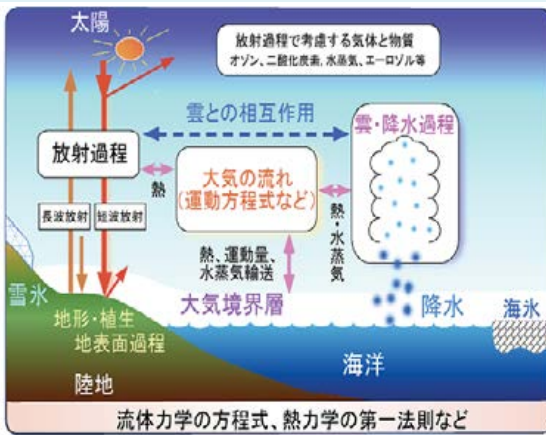 太陽
放射過程で考慮する気体と物質
オゾン、二酸化炭素、水蒸気、エーロゾル等
雲との相互作用
雲・降水過程
放射過程
熱
大気の流れ
(運動方程式など)
熱・水蒸気
長波放射
短波放射
熱、運動量、
水蒸気輸送
雪氷
大気境界層
降水
海氷
地形・植生
地表面過程
海洋
陸地
流体力学の方程式、熱力学の第一法則など